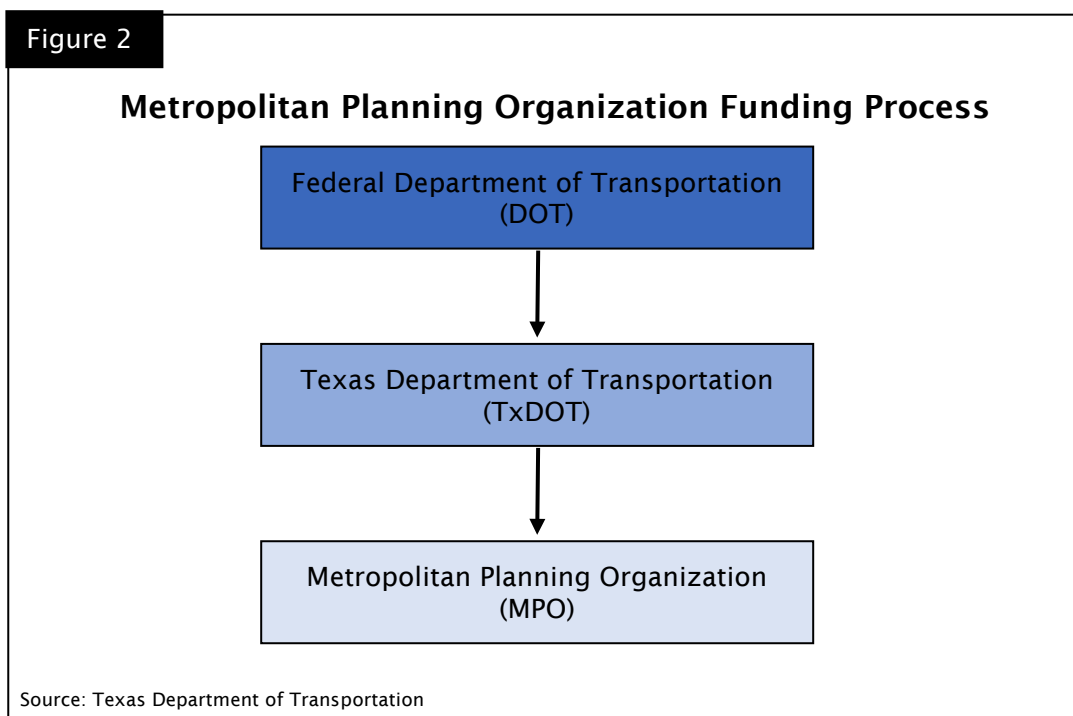 Figure 2
Metropolitan Planning Organization Funding Process
Federal Department of Transportation
(DOT)
Texas Department of Transportation
(TxDOT)
Metropolitan Planning Organization
(MPO)
Source: Texas Department of Transportation